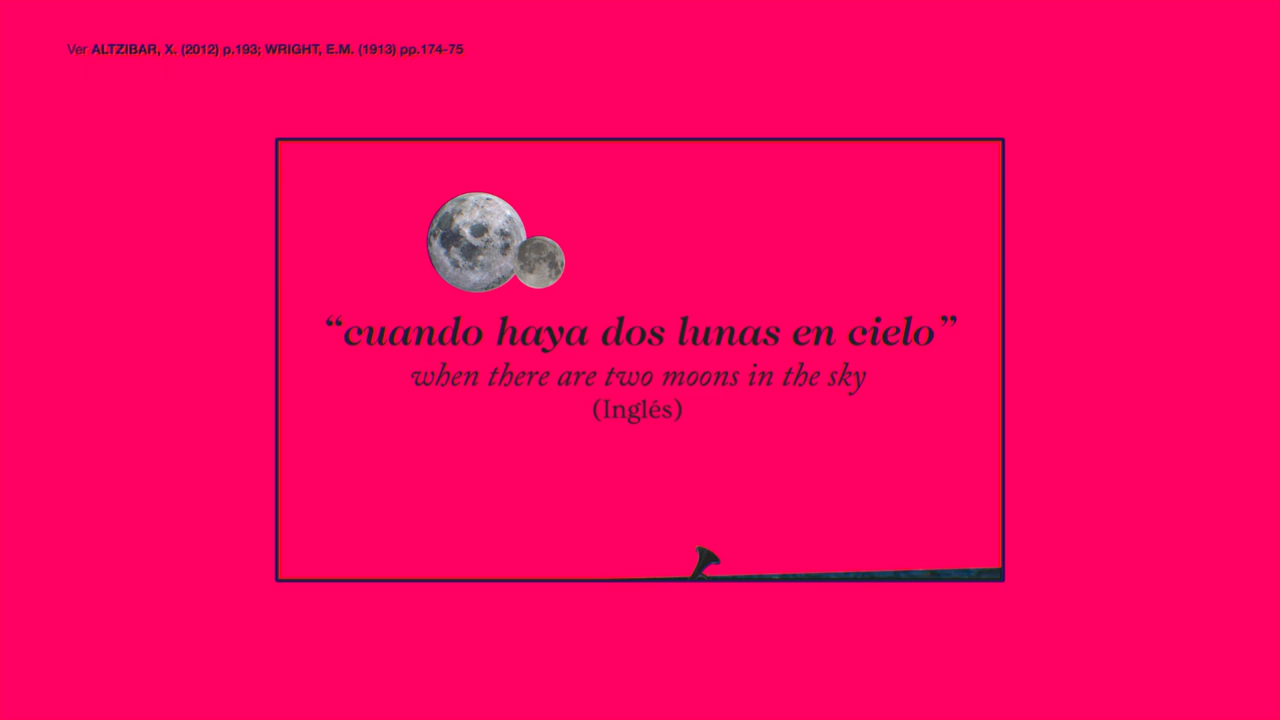 Ver ALTZIBAR, X. (2012) p.193; WRIGHT, E.M. (1913) pp.174-75
“cuando haya dos lunas en cielo”
when there are two moons in the sky
(Inglés)